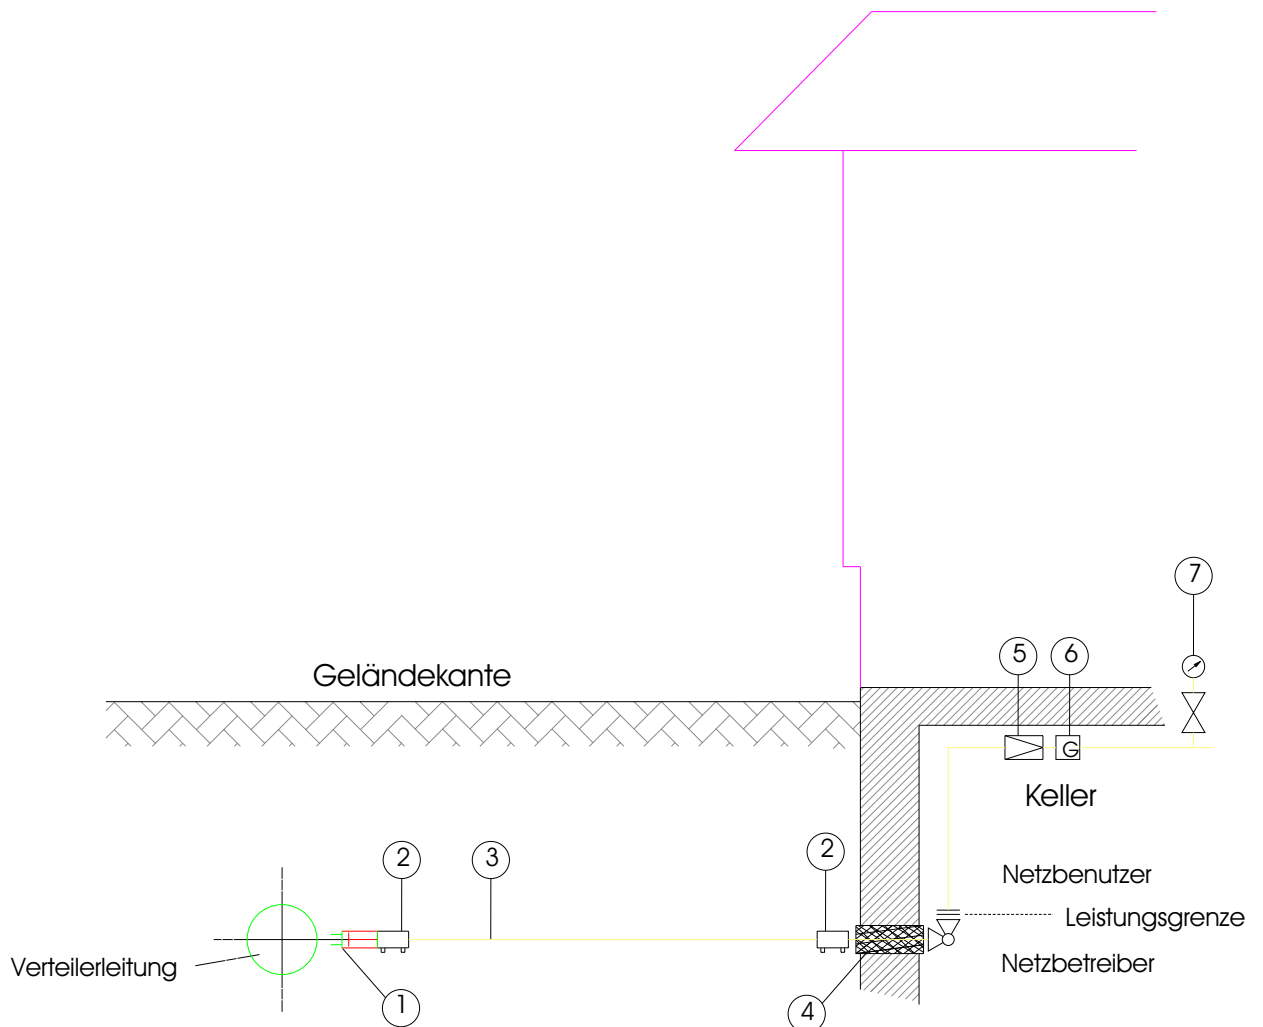 7
5
6
Geländekante
G
Keller
2
3
2
Netzbenutzer
Leistungsgrenze
Netzbetreiber
Verteilerleitung
1
4